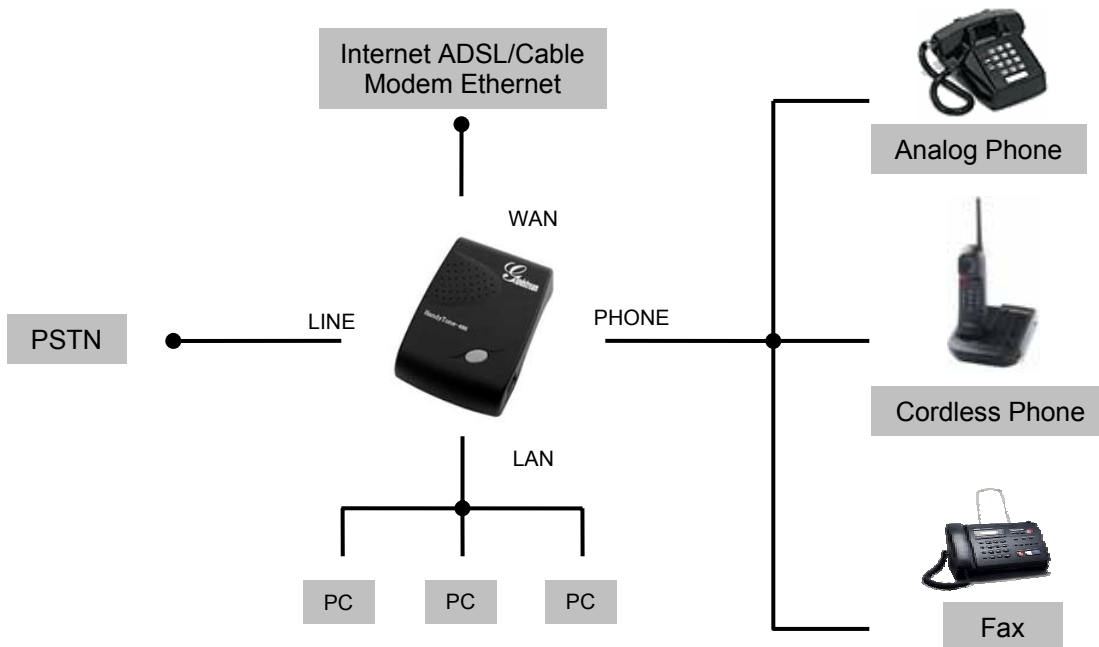 Internet ADSL/Cable
Modem Ethernet
Analog Phone
WAN
PSTN
LINE
PHONE
Cordless Phone
LAN
PC
PC
PC
Fax